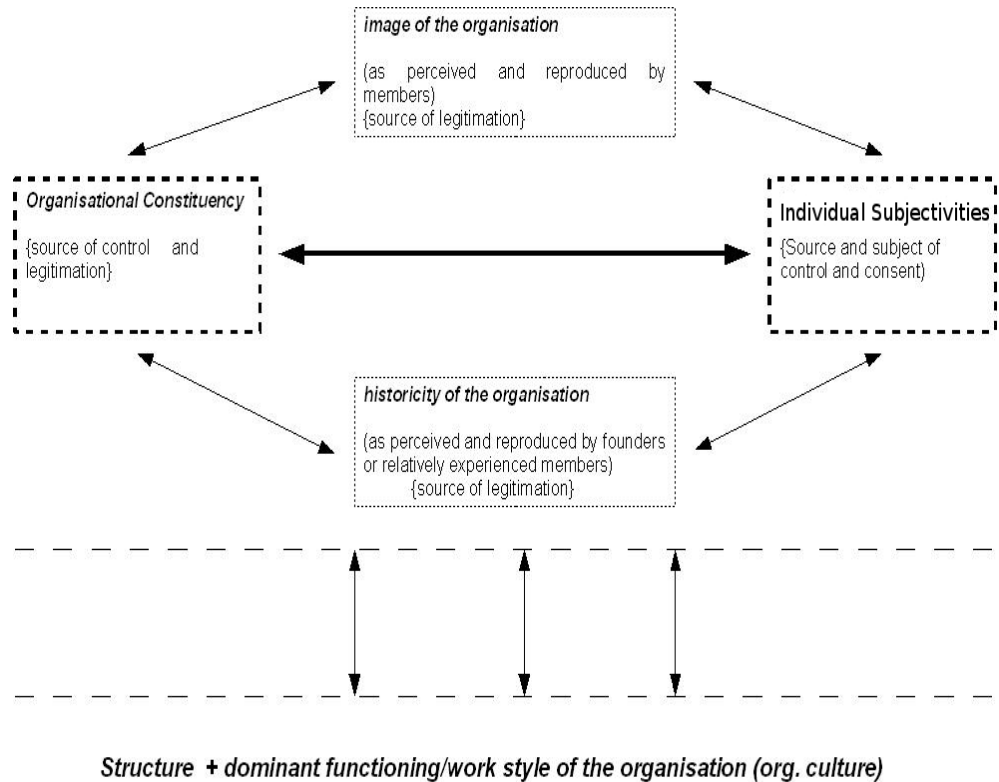 image of the organisation
(as perceived and reproduced by
members)
{source of legitimation}
Organisational Constituency
{source of control and
legitimation}
Individual Subjectivities
{Source and subject of
control and consent)
historicity of the organisation
(as perceived and reproduced by founders
or relatively experienced members)
{source of legitimation}
Structure + dominant functioning/work style of the organisation (org. culture)